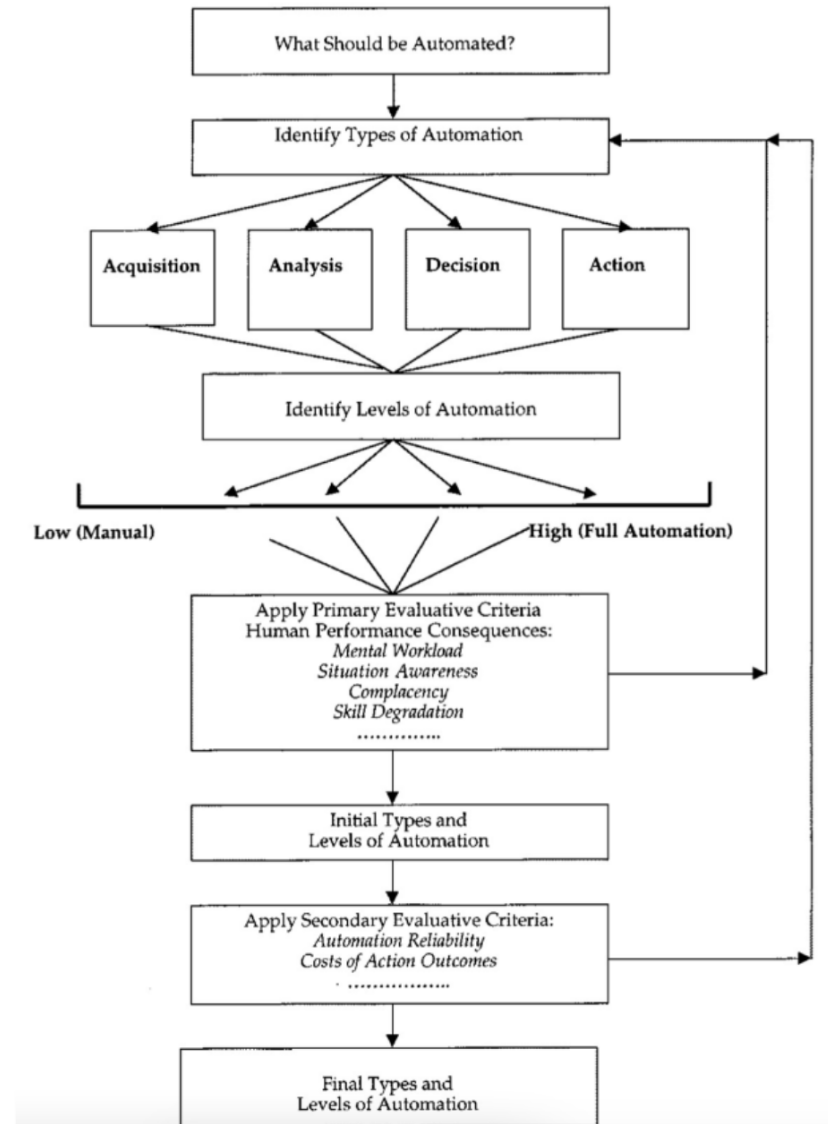 What Should be Automated?
Identify Types of Automation
Acquisition
Analysis
Decision
Action
Identify Levels of Automation
Low (Manual)
High (Full Automation)
Apply Primary Evaluative Criteria
Human Performance Consequences:
Mental Workload
Situation Awareness
Complacency
Skill Degradation
..............
Initial Types and
Levels of Automation
Apply Secondary Evaluative Criteria:
Automation Reliability
Costs of Action Outcomes
.................
Final Types and
Levels of Automation